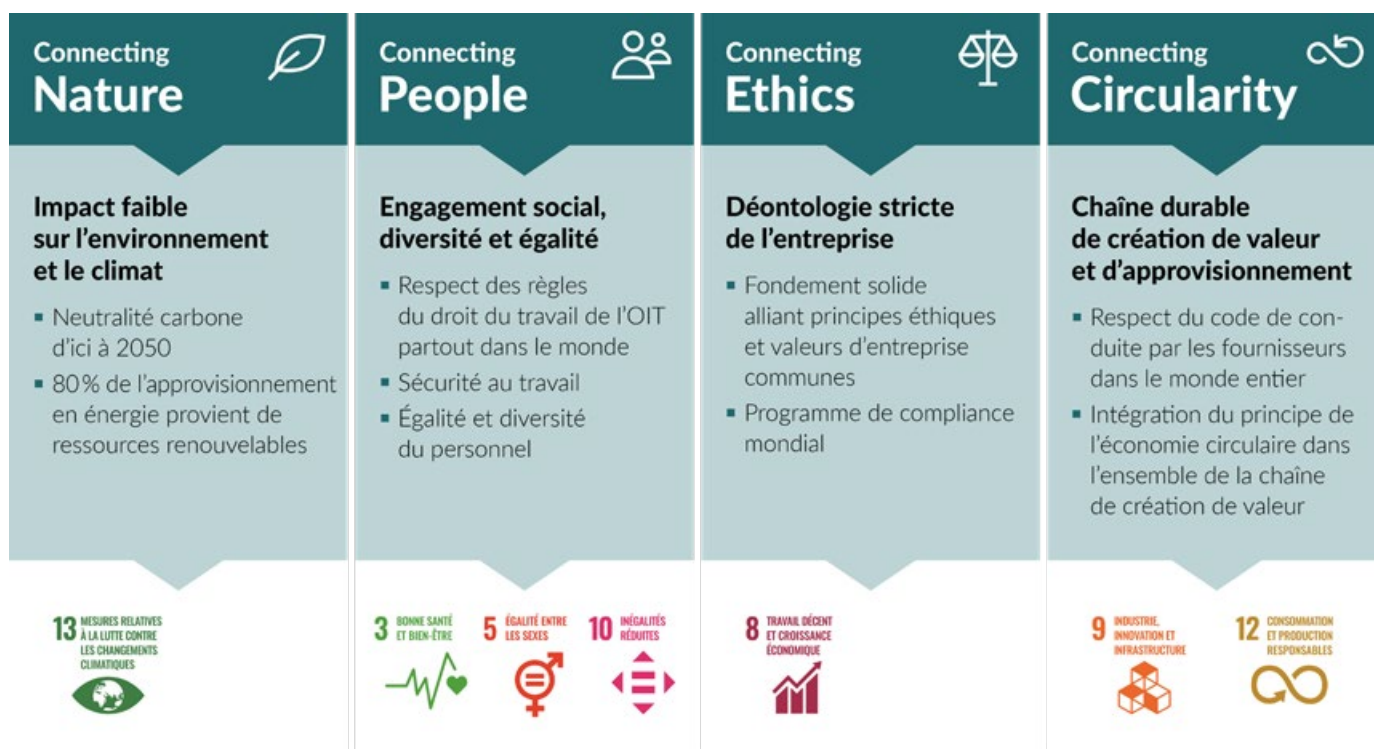 Connecting
Nature
Impact faible
sur l’environnement
et le climat
▪ Neutralité carbone
d’ici à 2050
▪ 80 % de l’approvisionnement
en énergie provient de
ressources renouvelables
13 MESURES RELATIVES
À LA LUTTE CONTRE
LES CHANGEMENTS
CLIMATIQUES
Connecting
People
Engagement social,
diversité et égalité
▪ Respect des règles
du droit du travail de l’OIT
partout dans le monde
▪ Sécurité au travail
▪ Égalité et diversité
du personnel
3 BONNE SANTÉ
ET BIEN-ÊTRE
5 ÉGALITÉ ENTRE
LES SEXES
10 INÉGALITÉS
RÉDUITES
Connecting
Ethics
Déontologie stricte
de l’entreprise
▪ Fondement solide
alliant principes éthiques
et valeurs d’entreprise
communes
▪ Programme de compliance
mondial
8 TRAVAIL DÉCENT
ET CROISSANCE
ÉCONOMIQUE
Connecting
Circularity
Chaîne durable
de création de valeur
et d’approvisionnement
▪ Respect du code de con-
duite par les fournisseurs
dans le monde entier
▪ Intégration du principe de
l’économie circulaire dans
l’ensemble de la chaîne
de création de valeur
9 INDUSTRIE,
INNOVATION ET
INFRASTRUCTURE
12 CONSOMMATION
ET PRODUCTION
RESPONSABLES